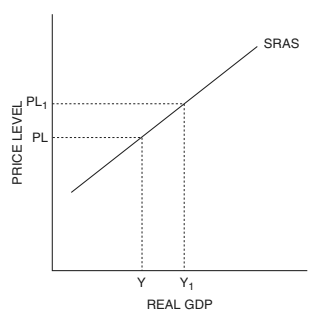 SRAS
PL1
PL
PRICE LEVEL
Y
Y1
REAL GDP